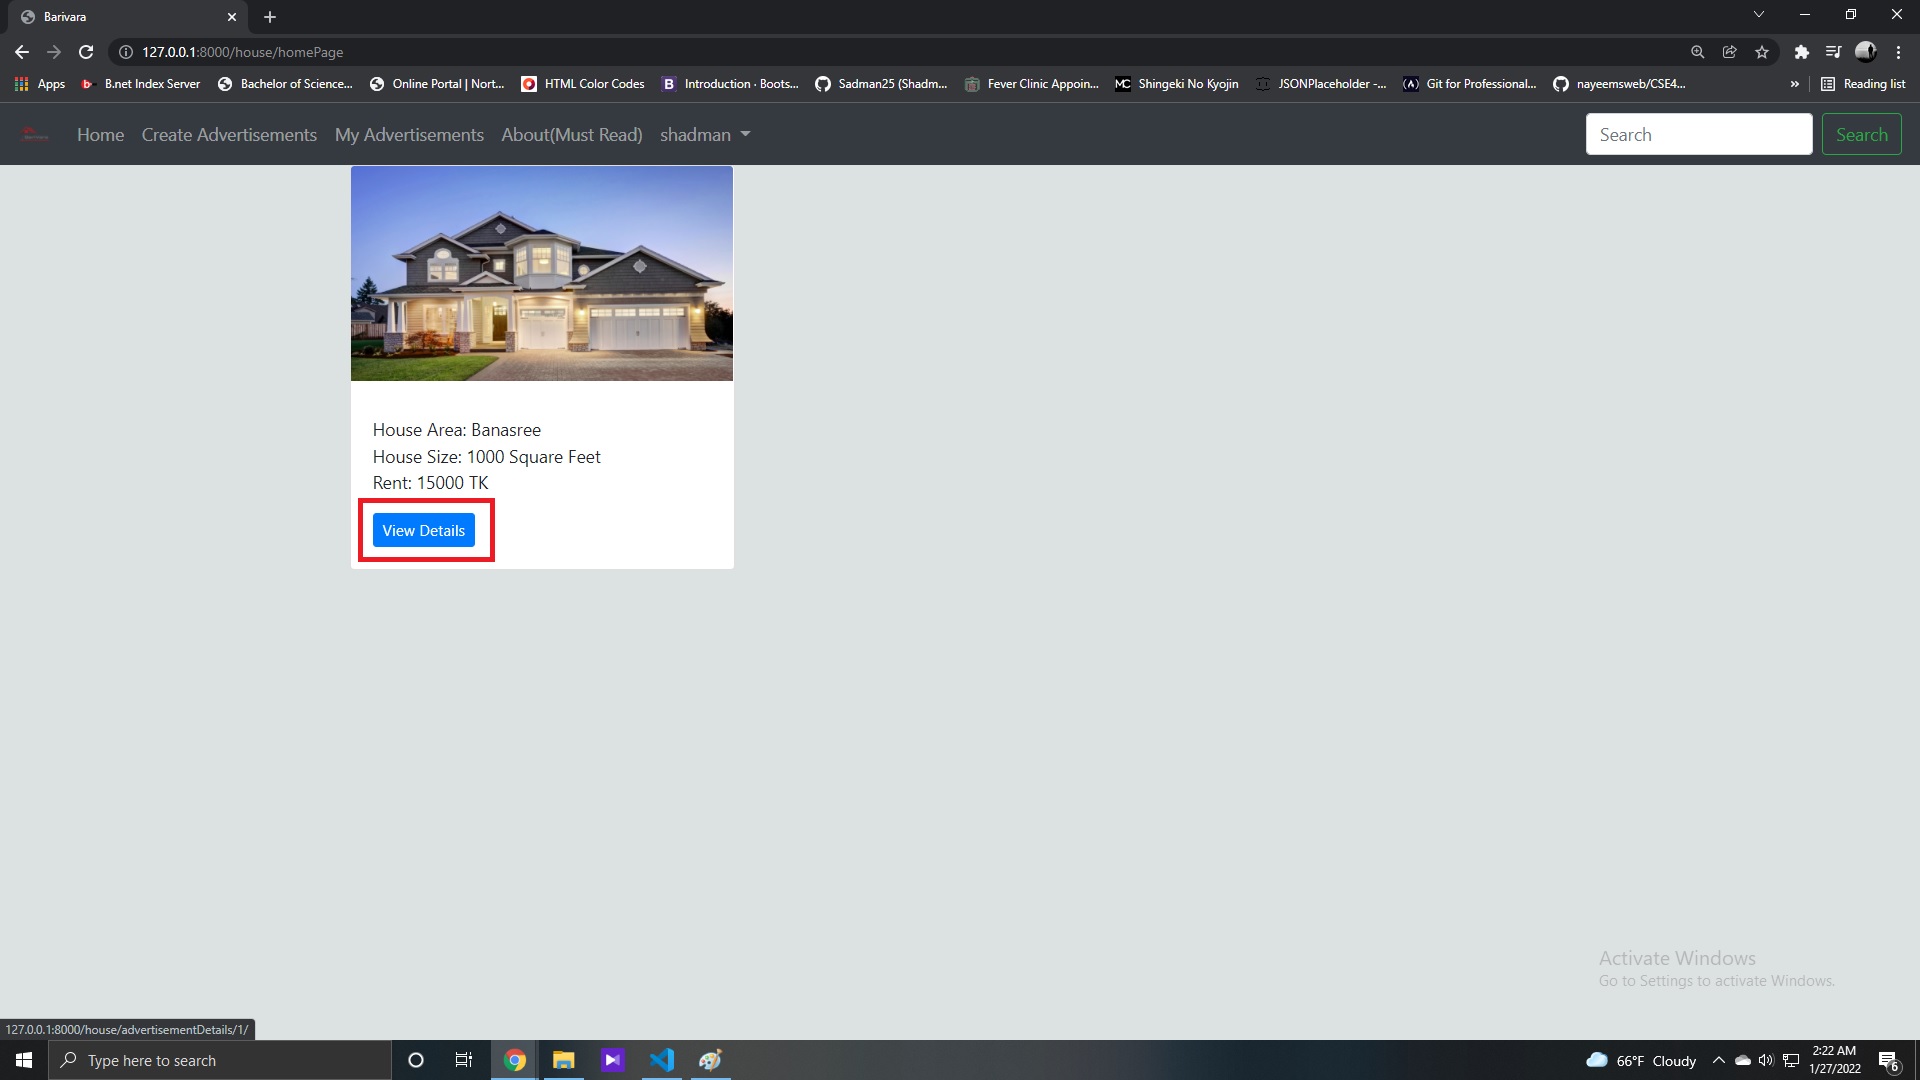 Barivara
127.0.0.1:8000/house/homePage
Apps
B.net Index Server
Bachelor of Science...
Online Portal | Nort...
HTML Color Codes
Introduction · Boots...
Sadman25 (Shadm...
Fever Clinic Appoin...
Shingeki No Kyojin
JSONPlaceholder -...
Git for Professional...
nayeemsweb/CSE4...
»
Reading list
Home
Create Advertisements
My Advertisements
About(Must Read)
shadman
Search
Search
House Area: Banasree
House Size: 1000 Square Feet
Rent: 15000 TK
View Details
Activate Windows
Go to Settings to activate Windows.
127.0.0.1:8000/house/advertisementDetails/1/
Type here to search
66°F Cloudy
2:22 AM
1/27/2022
6